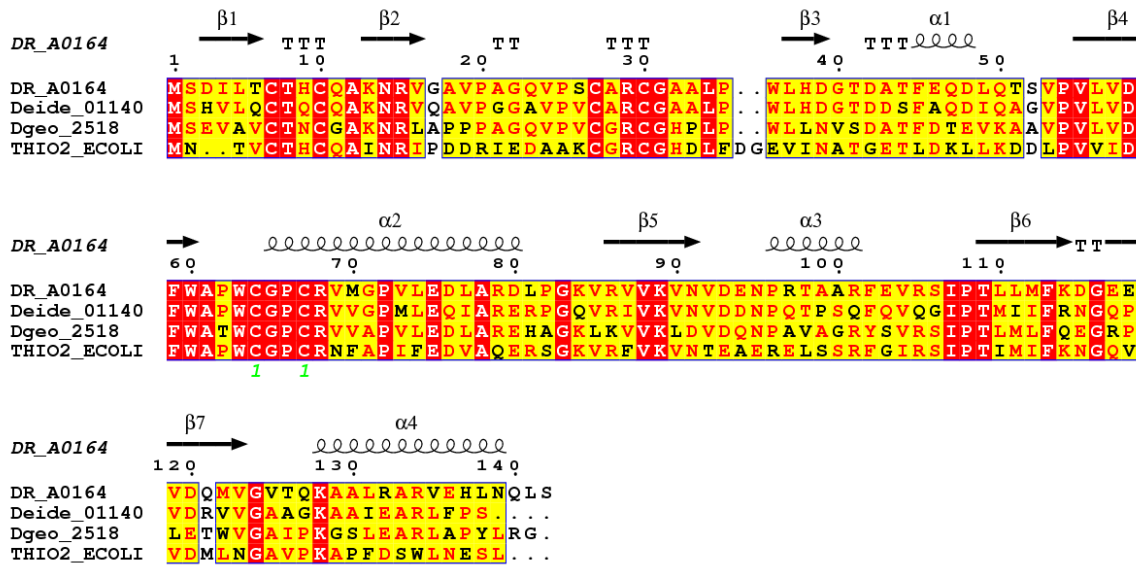 β1 β2 β3 α1 β4
DR_A0164 TTT TT TTT TTT
1 10 20 30 40 50
DR_A0164 MSDILTCTHCQAKNRVGAVPAGQVPSCARCGAALP..WLHDGTDATFEQDLQTSVPVLVD
Deide_01140 MSHVLQCTQCQAKNRVPAVPGGAVPVCARCGAALP..WLHDGTDDSFAQDIQAGVPVLVD
Dgeo_2518 MSEVAVCTNCGAKNRLAPPPAGQVPVCGRCGHPLP..WLLNVSDATFDTEVKAAVPVLVD
THIO2_ECOLI MN..TVCTHCQAINRIPDDRIEDAAKCGRCGHDLFDGEVINATGETLDKLLKDDLPVVID
α2 β5 α3 β6
DR_A0164 TT
60 70 80 90 100 110
DR_A0164 FWAPWCGPCRVMGPVLEDLARDLPGKVRVVKVNVDENPRTAARFEVRSIPTLLMFKDGEE
Deide_01140 FWAPWCGPCRVVGPMLEQIARERPGQVRIVKVNVDDNPQTPSQFQVQGIPTMIIFRNGQP
Dgeo_2518 FWATWCGPCRVVAPVLEDLAREHAGKLKVVKLDVDQNPAVAGRYSVRSIPTLMLFQEGRP
THIO2_ECOLI FWAPWCGPCRNFAPIFEDVAQERSGKVRFVKVNTEAERELSSRFGIRSIPTIMIFKNGQV
1 1
β7 α4
DR_A0164
120 130 140
DR_A0164 VDQMVGVTQKAALRARVEHLNQLS
Deide_01140 VDRVVGAAGKAAIEARLFPS....
Dgeo_2518 LETWVGAIPKGSLEARLAPYLRG.
THIO2_ECOLI VDMLNGAVPKAPFDSWLNESL...